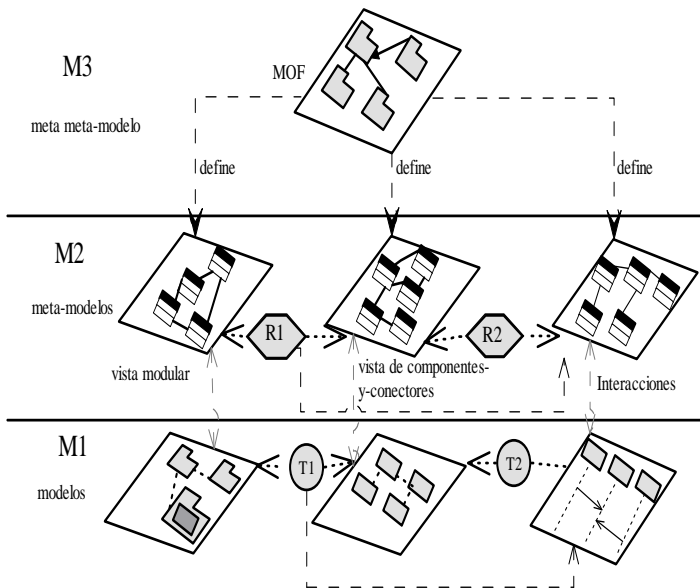 M3
MOF
meta meta-modelo
define
define
define
M2
meta-modelos
R1
R2
vista modular
vista de componentes-
-y-conectores
Interacciones
M1
modelos
T1
T2